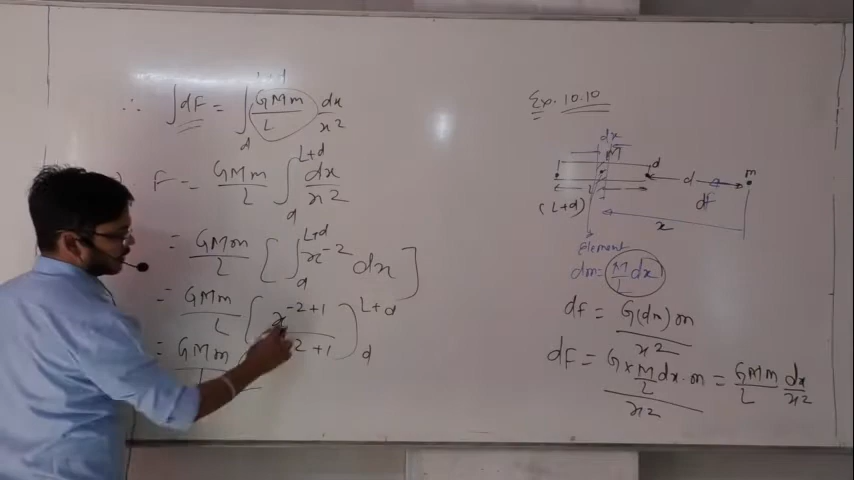 ∴ ∫dF = ∫ GMm/L dx/x²
d
F = GMm/L ∫ dx/x²
L+d
d
= GMm/L [ ∫ x⁻² dx ]
L+d
d
= GMm/L [ x⁻²⁺¹ / 2+1 ]
L+d
d
= GMm
Ex. 10.10
dx
M
d
m
d
dF
(L+d)
x
element
dm = M/L dx
dF = G(dm)m / x²
dF = G × M/L dx · m / x² = GMm/L dx/x²